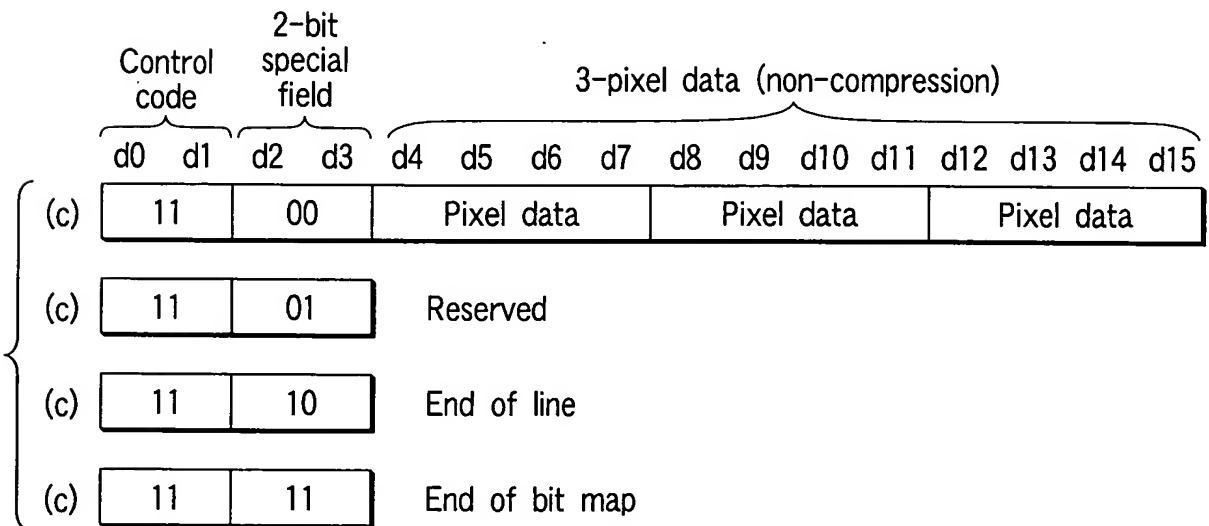 2-bit
special
field
Control
code
3-pixel data (non-compression)
d0 d1 d2 d3 d4 d5 d6 d7 d8 d9 d10 d11 d12 d13 d14 d15
(c) 11 00 Pixel data Pixel data Pixel data
(c) 11 01 Reserved
(c) 11 10 End of line
(c) 11 11 End of bit map